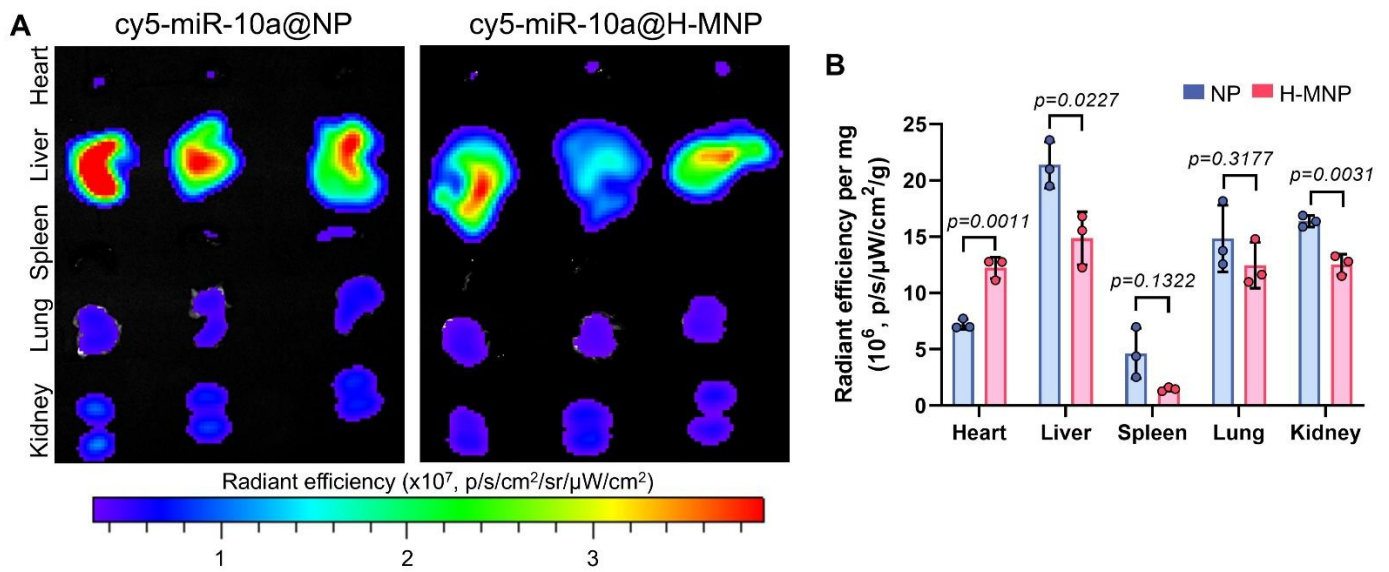 A
cy5-miR-10a@NP
cy5-miR-10a@H-MNP
Heart
Liver
Spleen
Lung
Kidney
Radiant efficiency (x10⁷, p/s/cm²/sr/µW/cm²)
1
2
3
B
NP
H-MNP
Radiant efficiency per mg
(10⁶, p/s/µW/cm²/g)
25
20
15
10
5
0
p=0.0011
p=0.0227
p=0.1322
p=0.3177
p=0.0031
Heart
Liver
Spleen
Lung
Kidney